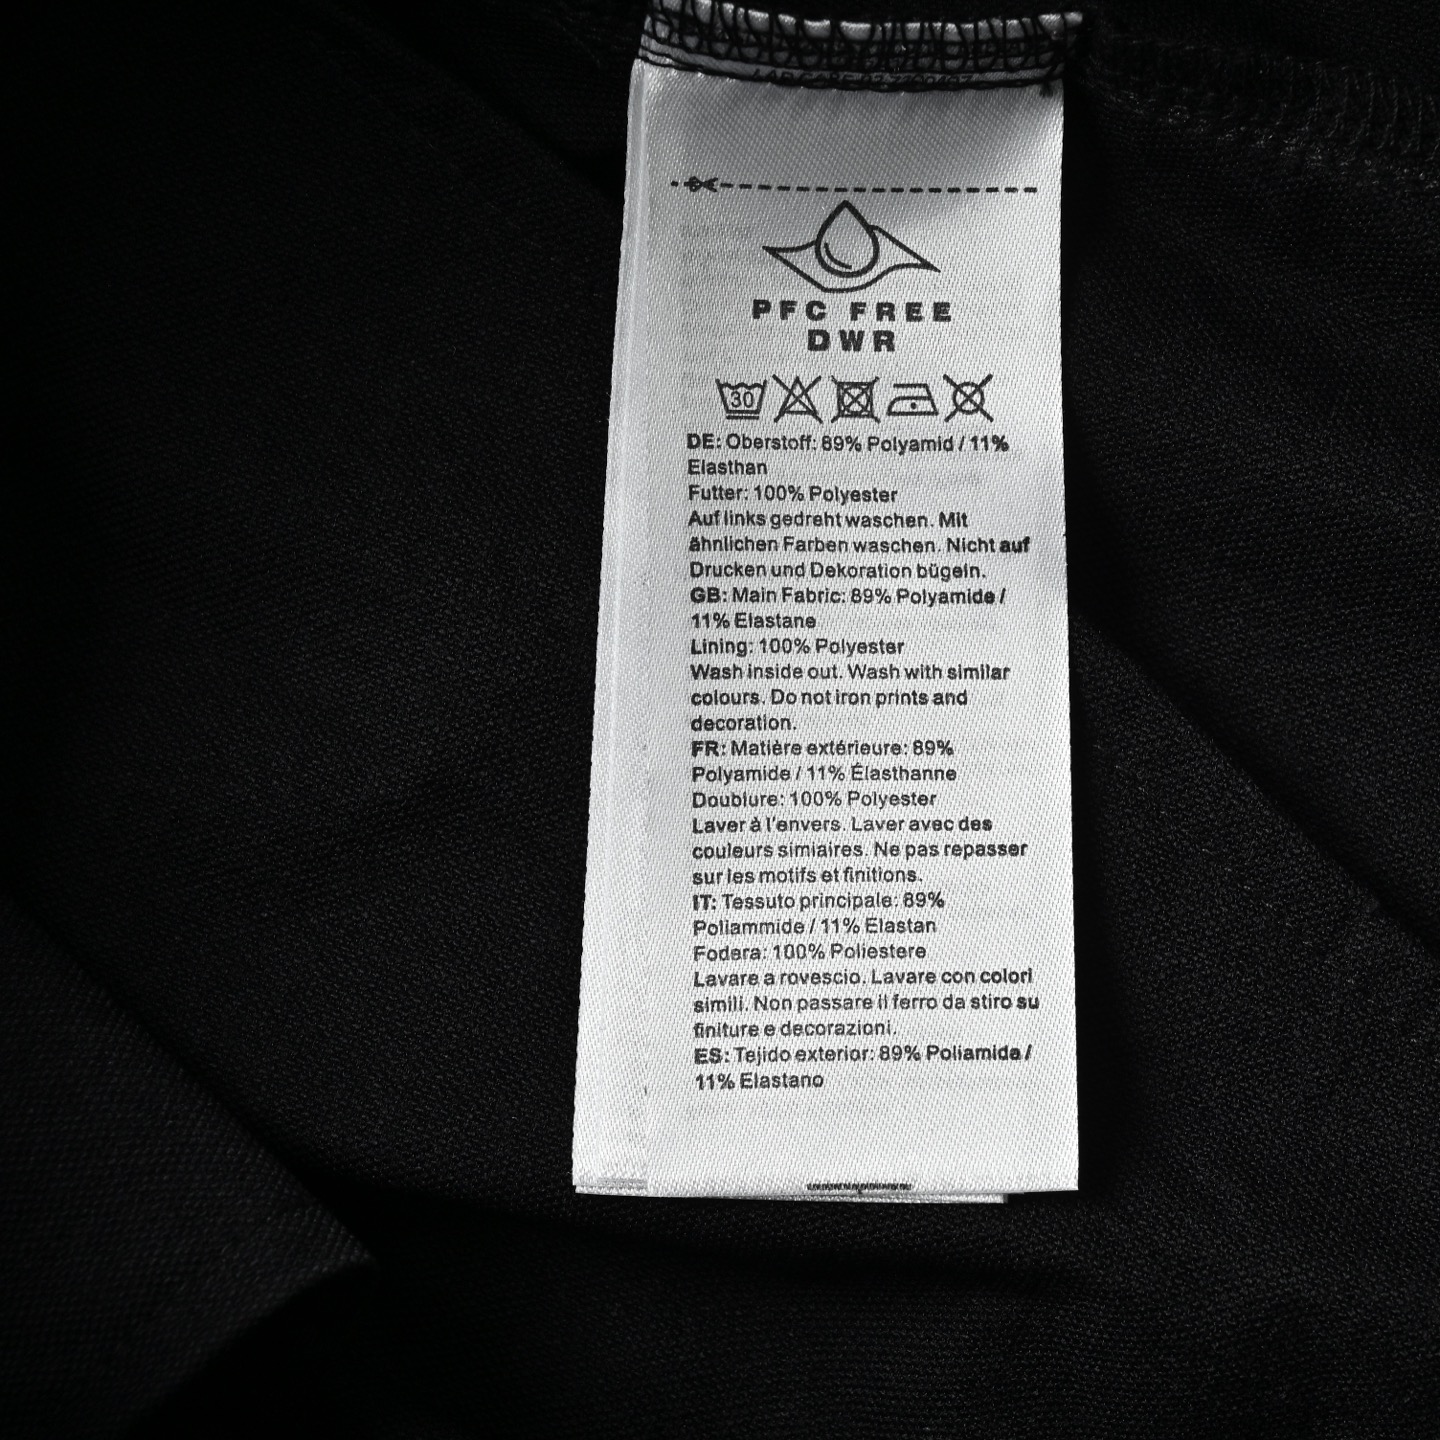 PFC FREE
DWR
30
DE: Oberstoff: 89% Polyamid / 11%
Elasthan
Futter: 100% Polyester
Auf links gedreht waschen. Mit
ähnlichen Farben waschen. Nicht auf
Drucken und Dekoration bügeln.
GB: Main Fabric: 89% Polyamide /
11% Elastane
Lining: 100% Polyester
Wash inside out. Wash with similar
colours. Do not iron prints and
decoration.
FR: Matière extérieure: 89%
Polyamide / 11% Élasthanne
Doublure: 100% Polyester
Laver à l'envers. Laver avec des
couleurs simiaires. Ne pas repasser
sur les motifs et finitions.
IT: Tessuto principale: 89%
Poliammide / 11% Elastan
Fodera: 100% Poliestere
Lavare a rovescio. Lavare con colori
simili. Non passare il ferro da stiro su
finiture e decorazioni.
ES: Tejido exterior: 89% Poliamida /
11% Elastano